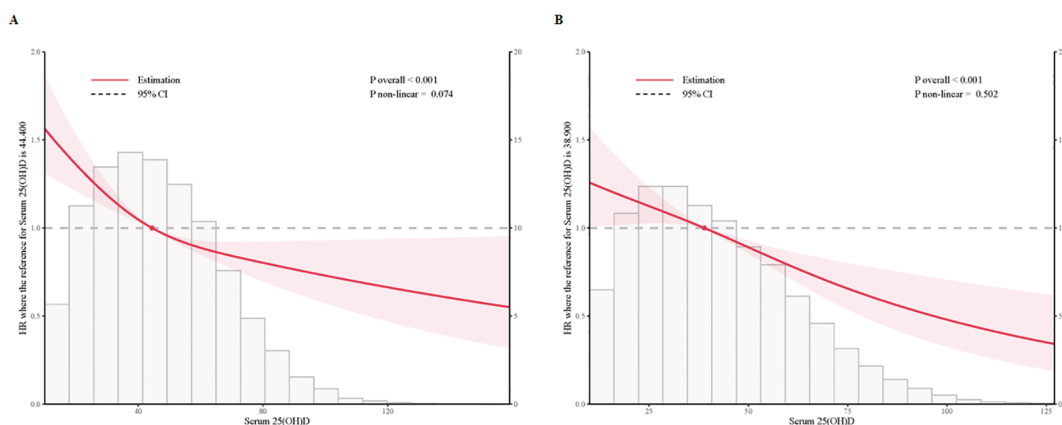 A
2.0
20
Estimation
P overall < 0.001
95% CI
P non-linear = 0.074
1.5
15
HR where the reference for Serum 25(OH)D is 44.400
1.0
10
0.5
5
0.0
0
40
80
120
Serum 25(OH)D
B
2.0
20
Estimation
P overall < 0.001
95% CI
P non-linear = 0.502
1.5
15
HR where the reference for Serum 25(OH)D is 38.900
1.0
10
0.5
5
0.0
0
25
50
75
100
125
Serum 25(OH)D